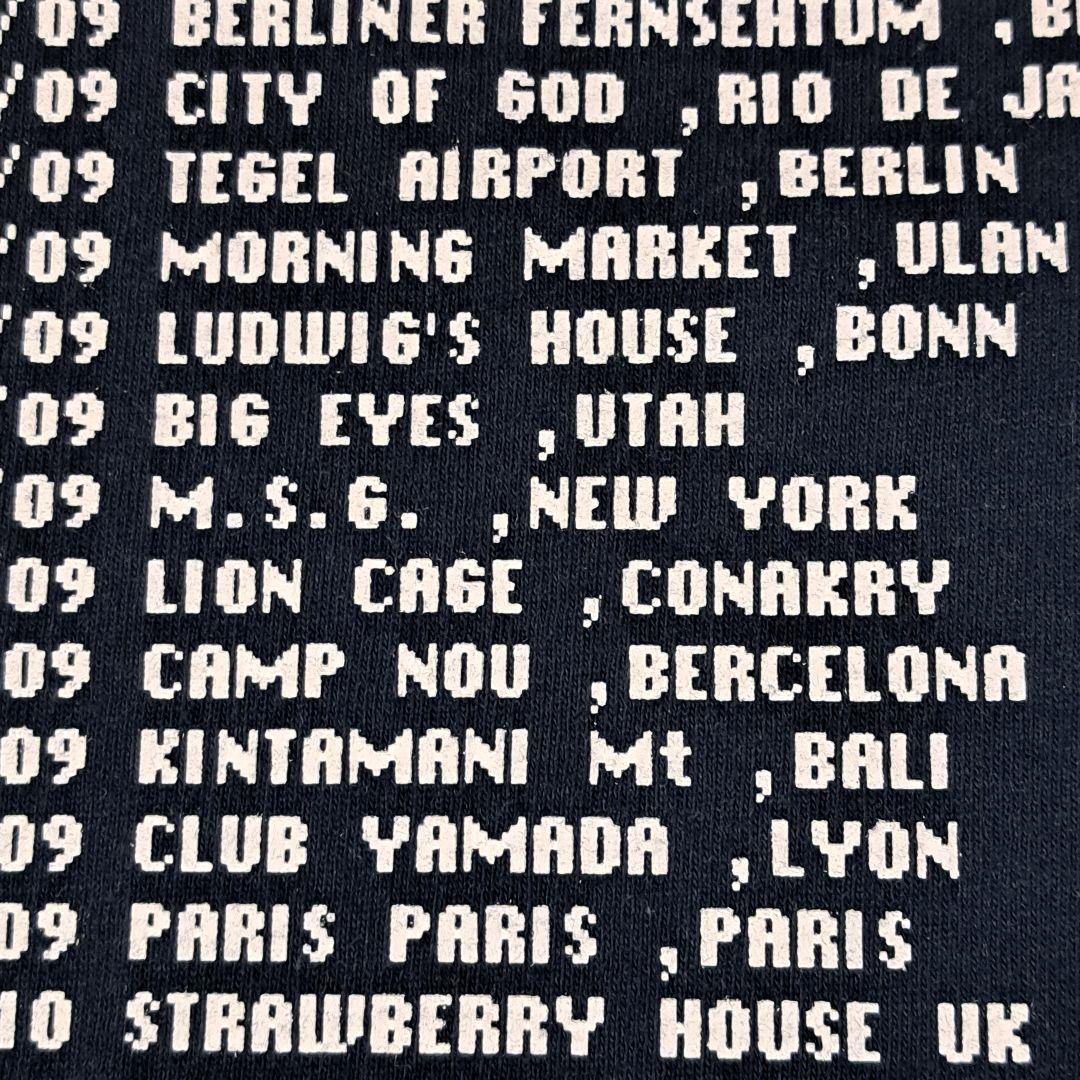 /09 BERLINER FERNSEHTUM ,BE
/09 CITY OF GOD ,RIO DE JA
/09 TEGEL AIRPORT ,BERLIN
/09 MORNING MARKET ,ULAN
/09 LUDWIG'S HOUSE ,BONN
/09 BIG EYES ,UTAH
/09 M.S.G. ,NEW YORK
09 LION CAGE ,CONAKRY
09 CAMP NOU ,BERCELONA
09 KINTAMANI Mt ,BALI
09 CLUB YAMADA ,LYON
09 PARIS PARIS ,PARIS
10 STRAWBERRY HOUSE UK